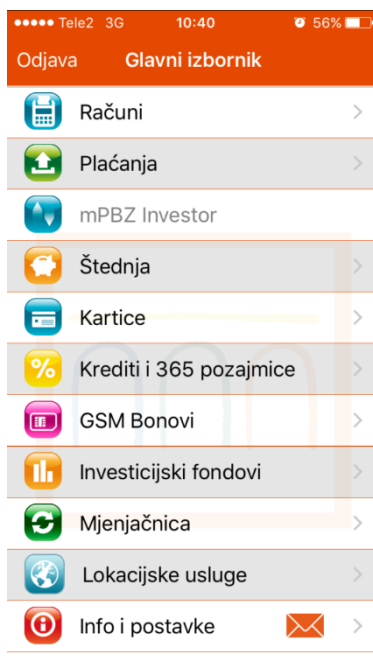 Tele2 3G 10:40 56%
Odjava Glavni izbornik
Računi
Plaćanja
mPBZ Investor
Štednja
Kartice
% Krediti i 365 pozajmice
GSM Bonovi
Investicijski fondovi
Mjenjačnica
Lokacijske usluge
Info i postavke